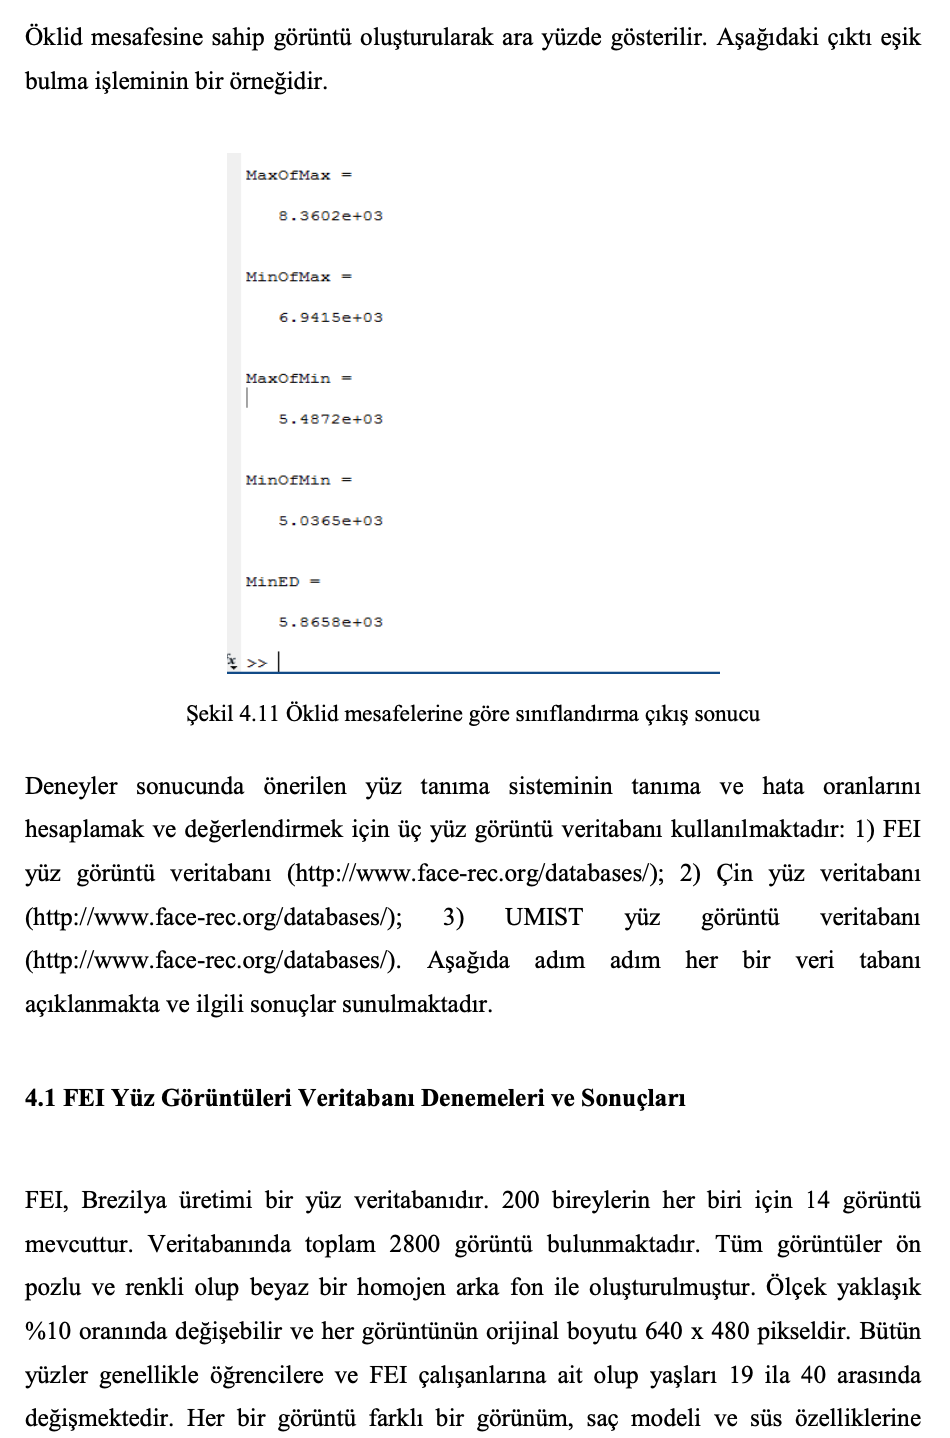 Öklid mesafesine sahip görüntü oluşturularak ara yüzde gösterilir. Aşağıdaki çıktı eşik
bulma işleminin bir örneğidir.
MaxOfMax =
8.3602e+03
MinOfMax =
6.9415e+03
MaxOfMin =
5.4872e+03
MinOfMin =
5.0365e+03
MinED =
5.8658e+03
fx >>
Şekil 4.11 Öklid mesafelerine göre sınıflandırma çıkış sonucu
Deneyler sonucunda önerilen yüz tanıma sisteminin tanıma ve hata oranlarını
hesaplamak ve değerlendirmek için üç yüz görüntü veritabanı kullanılmaktadır: 1) FEI
yüz görüntü veritabanı (http://www.face-rec.org/databases/); 2) Çin yüz veritabanı
(http://www.face-rec.org/databases/); 3) UMIST yüz görüntü veritabanı
(http://www.face-rec.org/databases/). Aşağıda adım adım her bir veri tabanı
açıklanmakta ve ilgili sonuçlar sunulmaktadır.
4.1 FEI Yüz Görüntüleri Veritabanı Denemeleri ve Sonuçları
FEI, Brezilya üretimi bir yüz veritabanıdır. 200 bireylerin her biri için 14 görüntü
mevcuttur. Veritabanında toplam 2800 görüntü bulunmaktadır. Tüm görüntüler ön
pozlu ve renkli olup beyaz bir homojen arka fon ile oluşturulmuştur. Ölçek yaklaşık
%10 oranında değişebilir ve her görüntünün orijinal boyutu 640 x 480 pikseldir. Bütün
yüzler genellikle öğrencilere ve FEI çalışanlarına ait olup yaşları 19 ila 40 arasında
değişmektedir. Her bir görüntü farklı bir görünüm, saç modeli ve süs özelliklerine